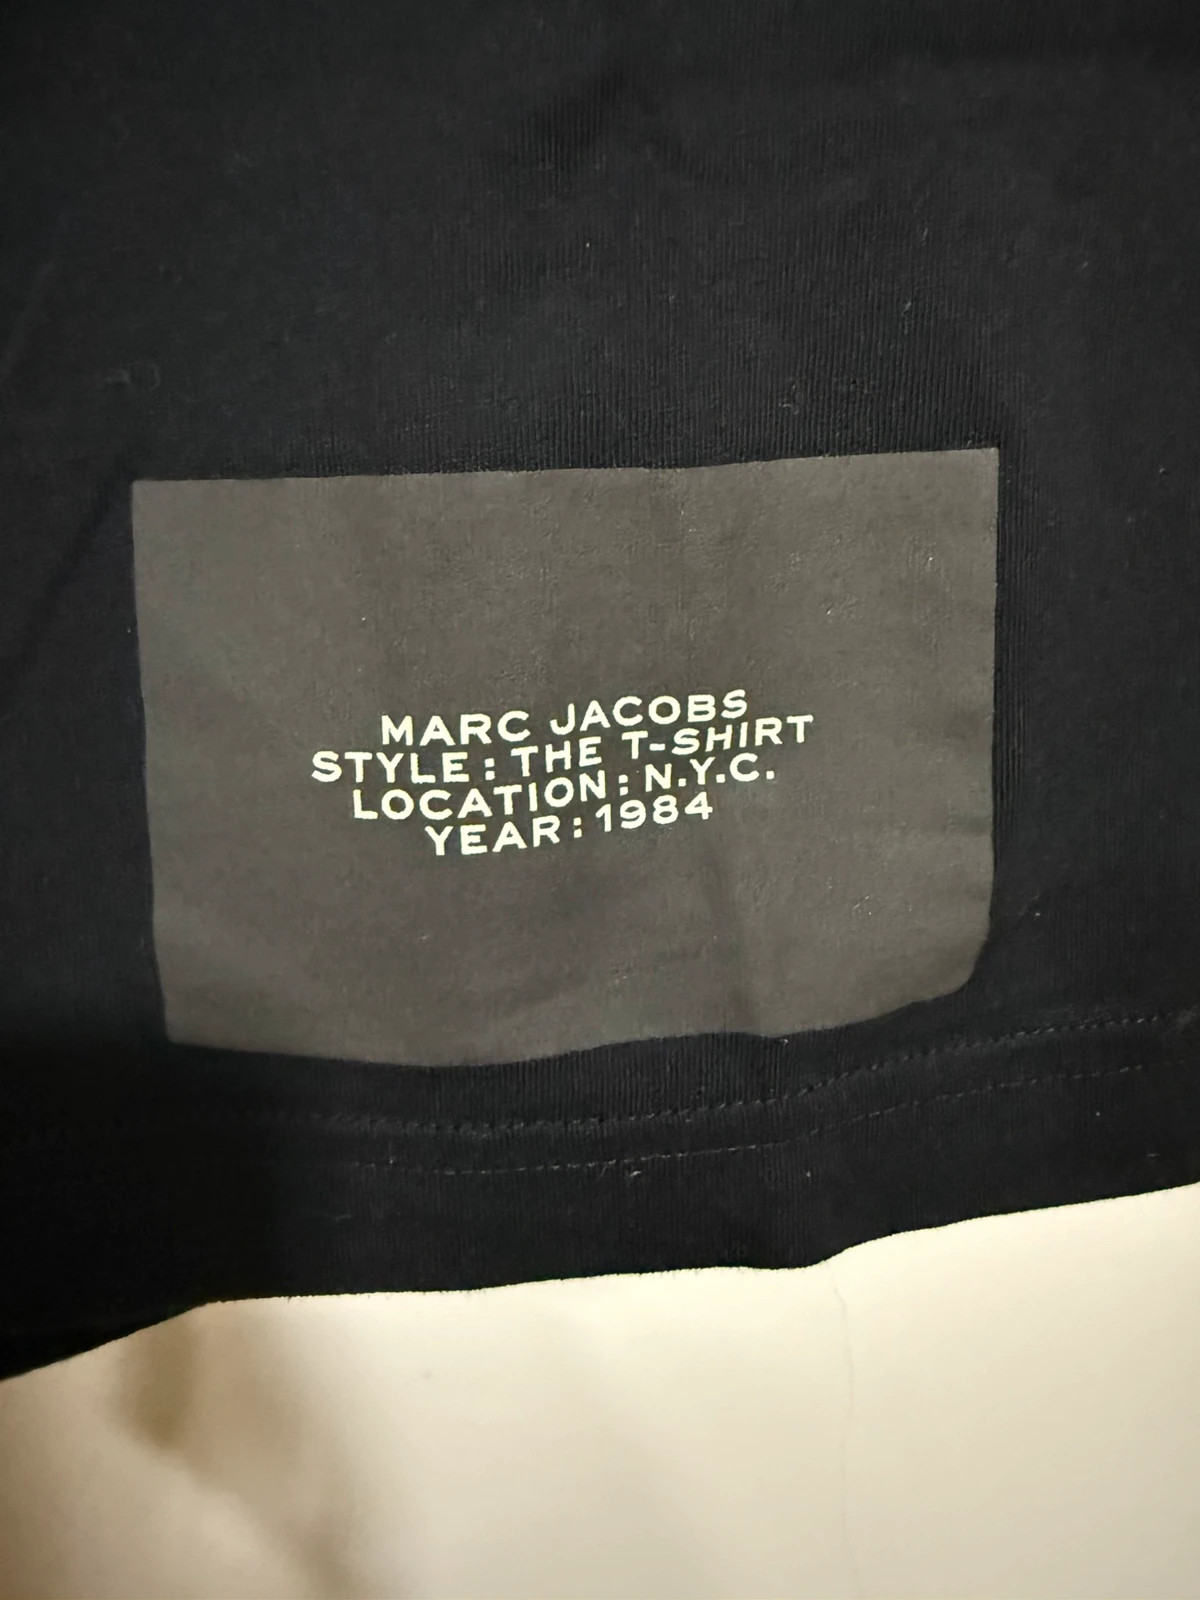 MARC JACOBS
STYLE: THE T-SHIRT
LOCATION: N.Y.C.
YEAR: 1984